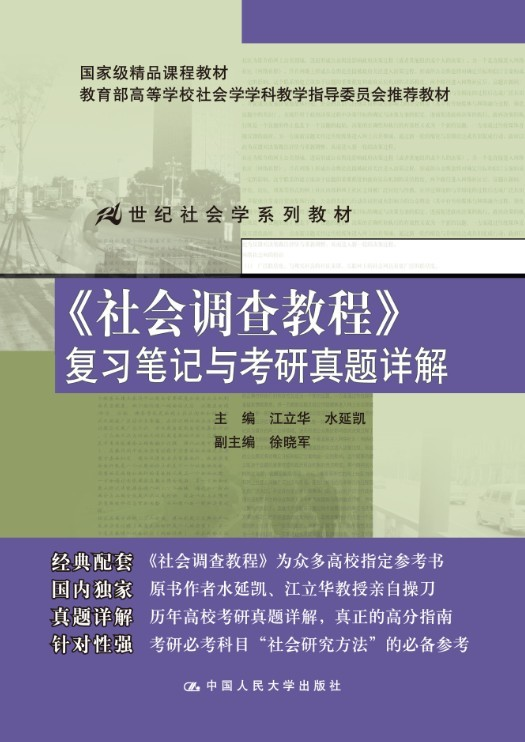 国家级精品课程教材
教育部高等学校社会学学科教学指导委员会推荐教材
21世纪社会学系列教材
《社会调查教程》
复习笔记与考研真题详解
主 编 江立华 水延凯
副主编 徐晓军
经典配套 《社会调查教程》为众多高校指定参考书
国内独家 原书作者水延凯、江立华教授亲自操刀
真题详解 历年高校考研真题详解，真正的高分指南
针对性强 考研必考科目“社会研究方法”的必备参考
中国人民大学出版社